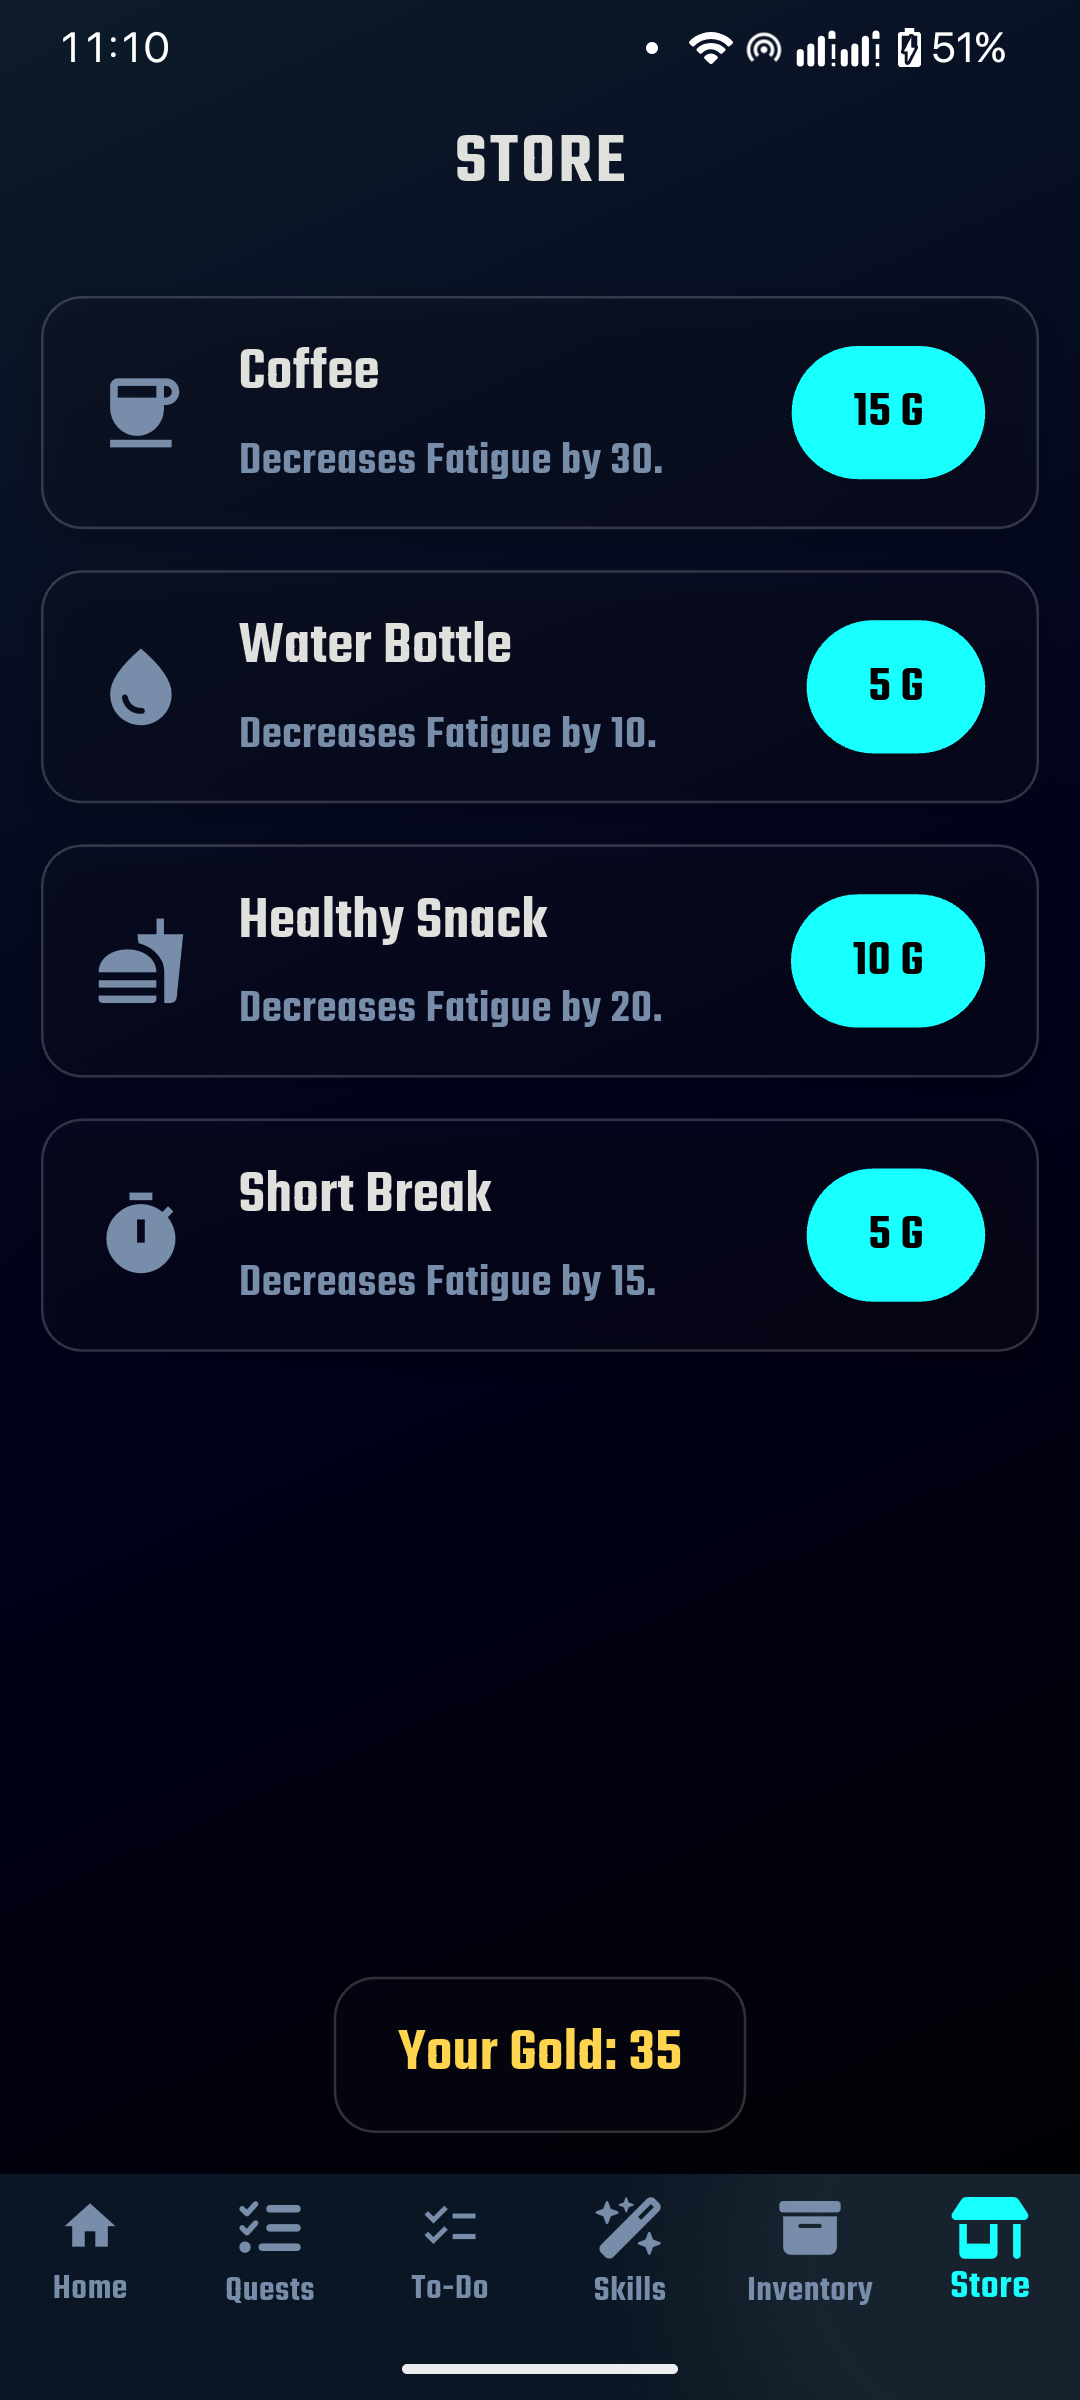 11:10
51%
STORE
Coffee
Decreases Fatigue by 30.
15 G
Water Bottle
Decreases Fatigue by 10.
5 G
Healthy Snack
Decreases Fatigue by 20.
10 G
Short Break
Decreases Fatigue by 15.
5 G
Your Gold: 35
Home
Quests
To-Do
Skills
Inventory
Store